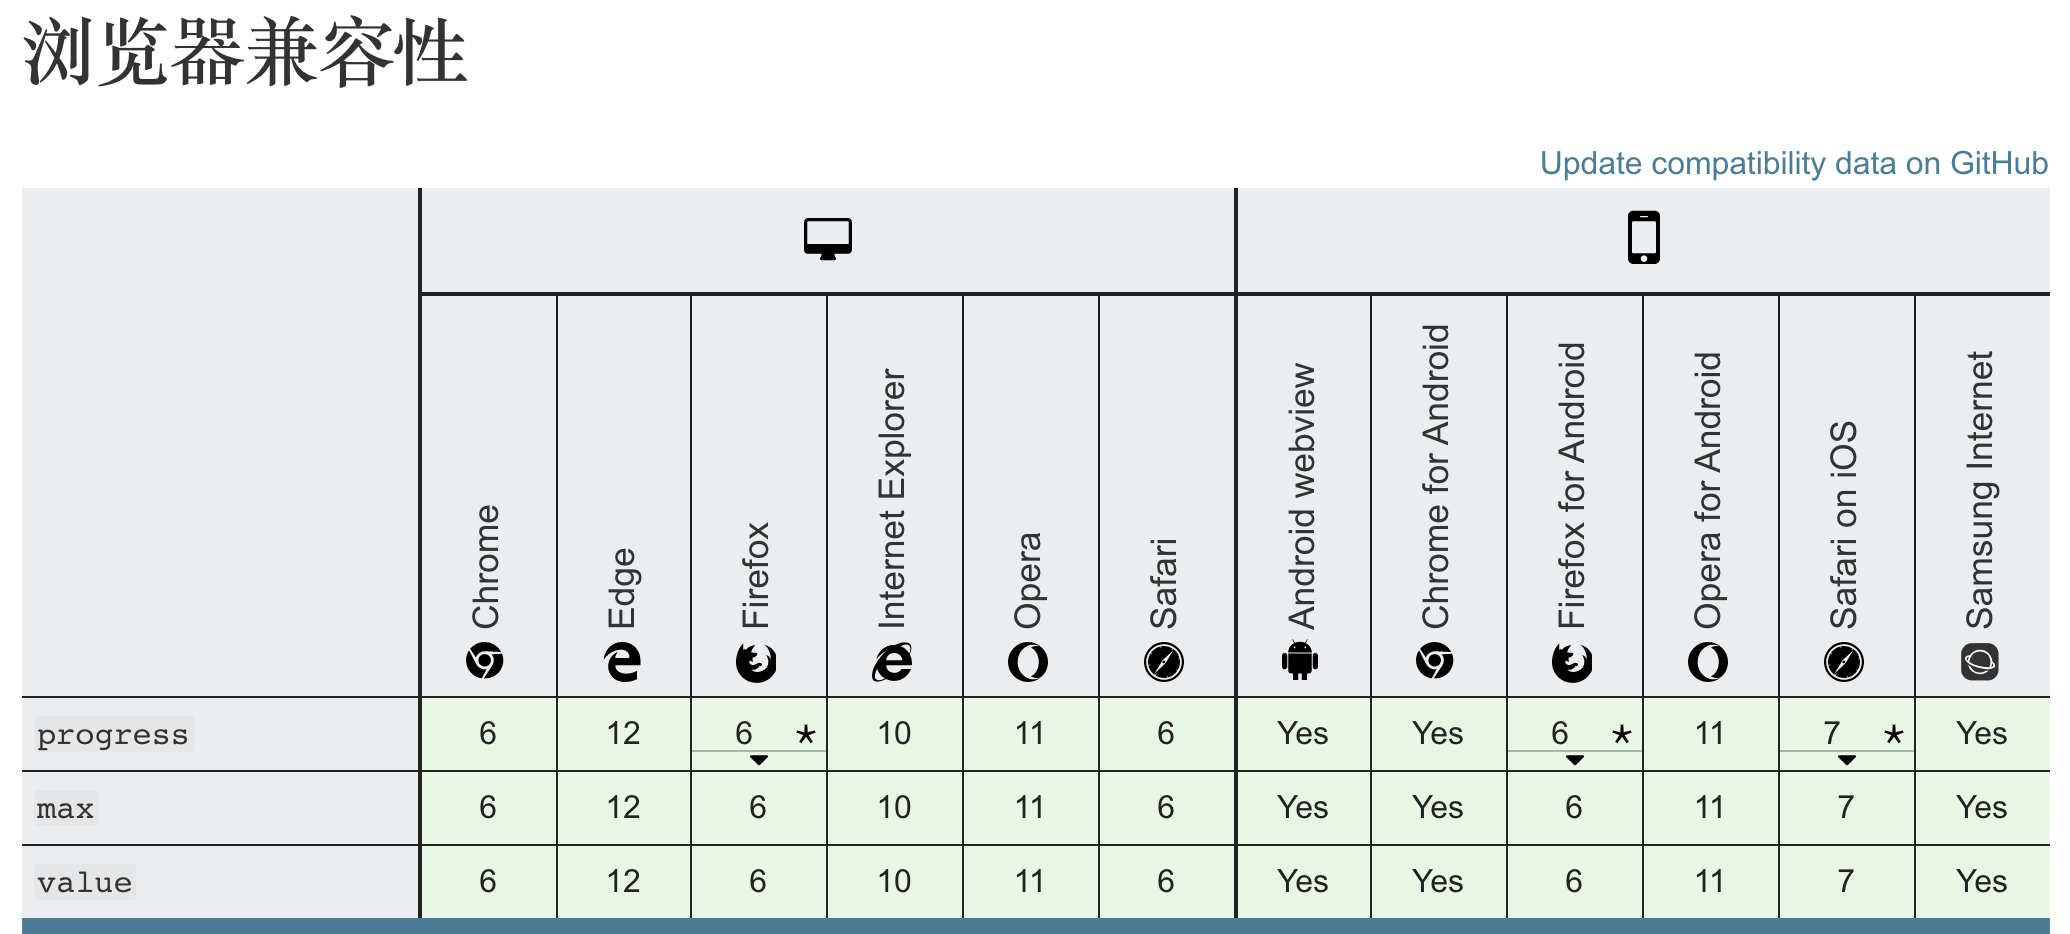 浏览器兼容性
Update compatibility data on GitHub
Chrome
Edge
Firefox
Internet Explorer
Opera
Safari
Android webview
Chrome for Android
Firefox for Android
Opera for Android
Safari on iOS
Samsung Internet
progress 6 12 6 * 10 11 6 Yes Yes 6 * 11 7 * Yes
max 6 12 6 10 11 6 Yes Yes 6 11 7 Yes
value 6 12 6 10 11 6 Yes Yes 6 11 7 Yes